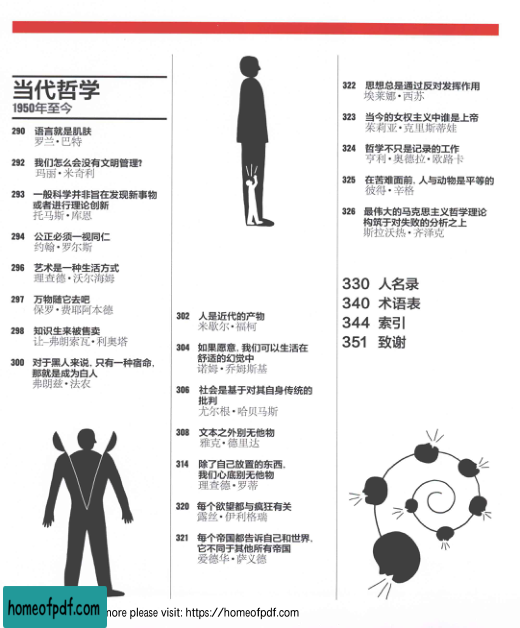 当代哲学
1950年至今
290 语言就是肌肤
罗兰·巴特
292 我们怎么会没有文明管理?
玛丽·米奇利
293 一般科学并非旨在发现新事物
或者进行理论创新
托马斯·库恩
294 公正必须一视同仁
约翰·罗尔斯
296 艺术是一种生活方式
理查德·沃尔海姆
297 万物随它去吧
保罗·费耶阿本德
298 知识生来被售卖
让–弗朗索瓦·利奥塔
300 对于黑人来说，只有一种宿命，
那就是成为白人
弗朗兹·法农
302 人是近代的产物
米歇尔·福柯
304 如果愿意，我们可以生活在
舒适的幻觉中
诺姆·乔姆斯基
306 社会是基于对其自身传统的
批判
尤尔根·哈贝马斯
308 文本之外别无他物
雅克·德里达
314 除了自己放置的东西，
我们心底别无他物
理查德·罗蒂
320 每个欲望都与疯狂有关
露丝·伊利格瑞
321 每个帝国都告诉自己和世界，
它不同于其他所有帝国
爱德华·萨义德
322 思想总是通过反对发挥作用
埃莱娜·西苏
323 当今的女权主义中谁是上帝
茱莉亚·克里斯蒂娃
324 哲学不只是记录的工作
亨利·奥德拉·欧路卡
325 在苦难面前，人与动物是平等的
彼得·辛格
326 最伟大的马克思主义哲学理论
构筑于对失败的分析之上
斯拉沃热·齐泽克
330 人名录
340 术语表
344 索引
351 致谢
homeofpdf.com
more please visit: https://homeofpdf.com